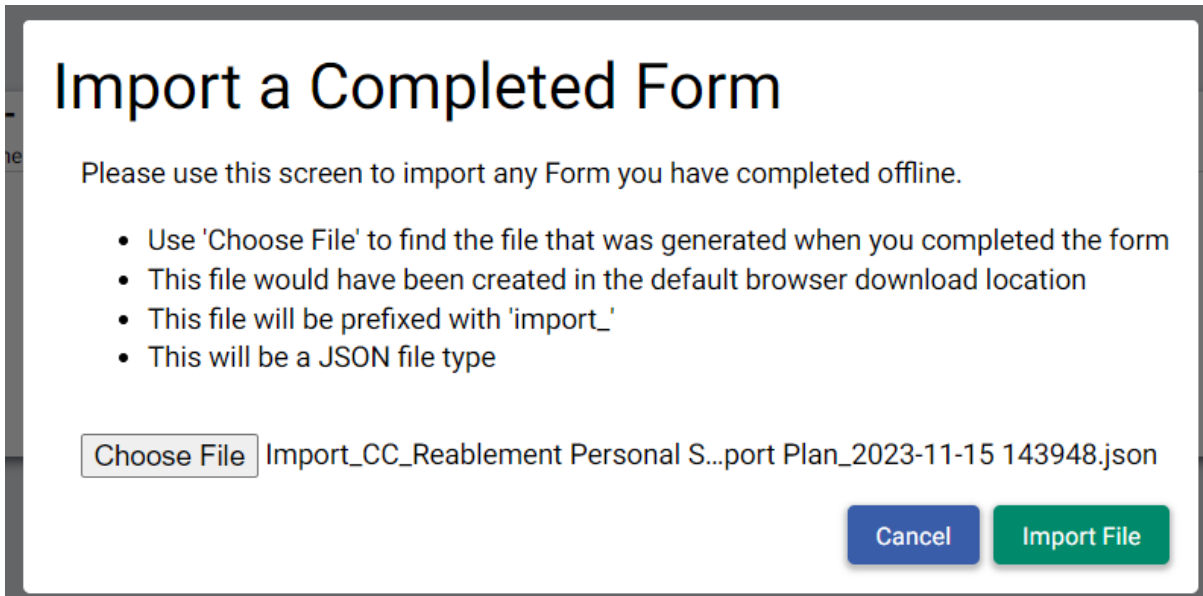 Import a Completed Form
Please use this screen to import any Form you have completed offline.
• Use 'Choose File' to find the file that was generated when you completed the form
• This file would have been created in the default browser download location
• This file will be prefixed with 'import_'
• This will be a JSON file type
Choose File Import_CC_Reablement Personal S...port Plan_2023-11-15 143948.json
Cancel Import File